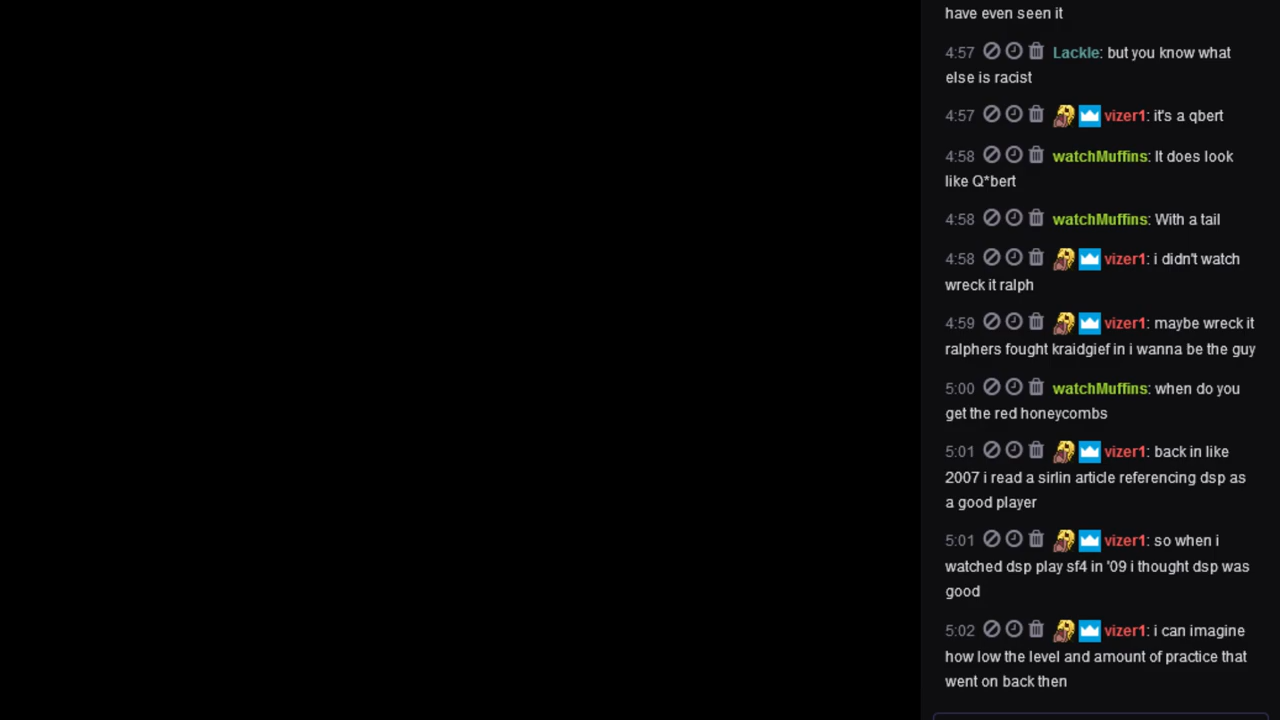 have even seen it
4:57 Lackle: but you know what
else is racist
4:57 vizer1: it's a qbert
4:58 watchMuffins: It does look
like Q*bert
4:58 watchMuffins: With a tail
4:58 vizer1: i didn't watch
wreck it ralph
4:59 vizer1: maybe wreck it
ralphers fought kraidgief in i wanna be the guy
5:00 watchMuffins: when do you
get the red honeycombs
5:01 vizer1: back in like
2007 i read a sirlin article referencing dsp as
a good player
5:01 vizer1: so when i
watched dsp play sf4 in '09 i thought dsp was
good
5:02 vizer1: i can imagine
how low the level and amount of practice that
went on back then